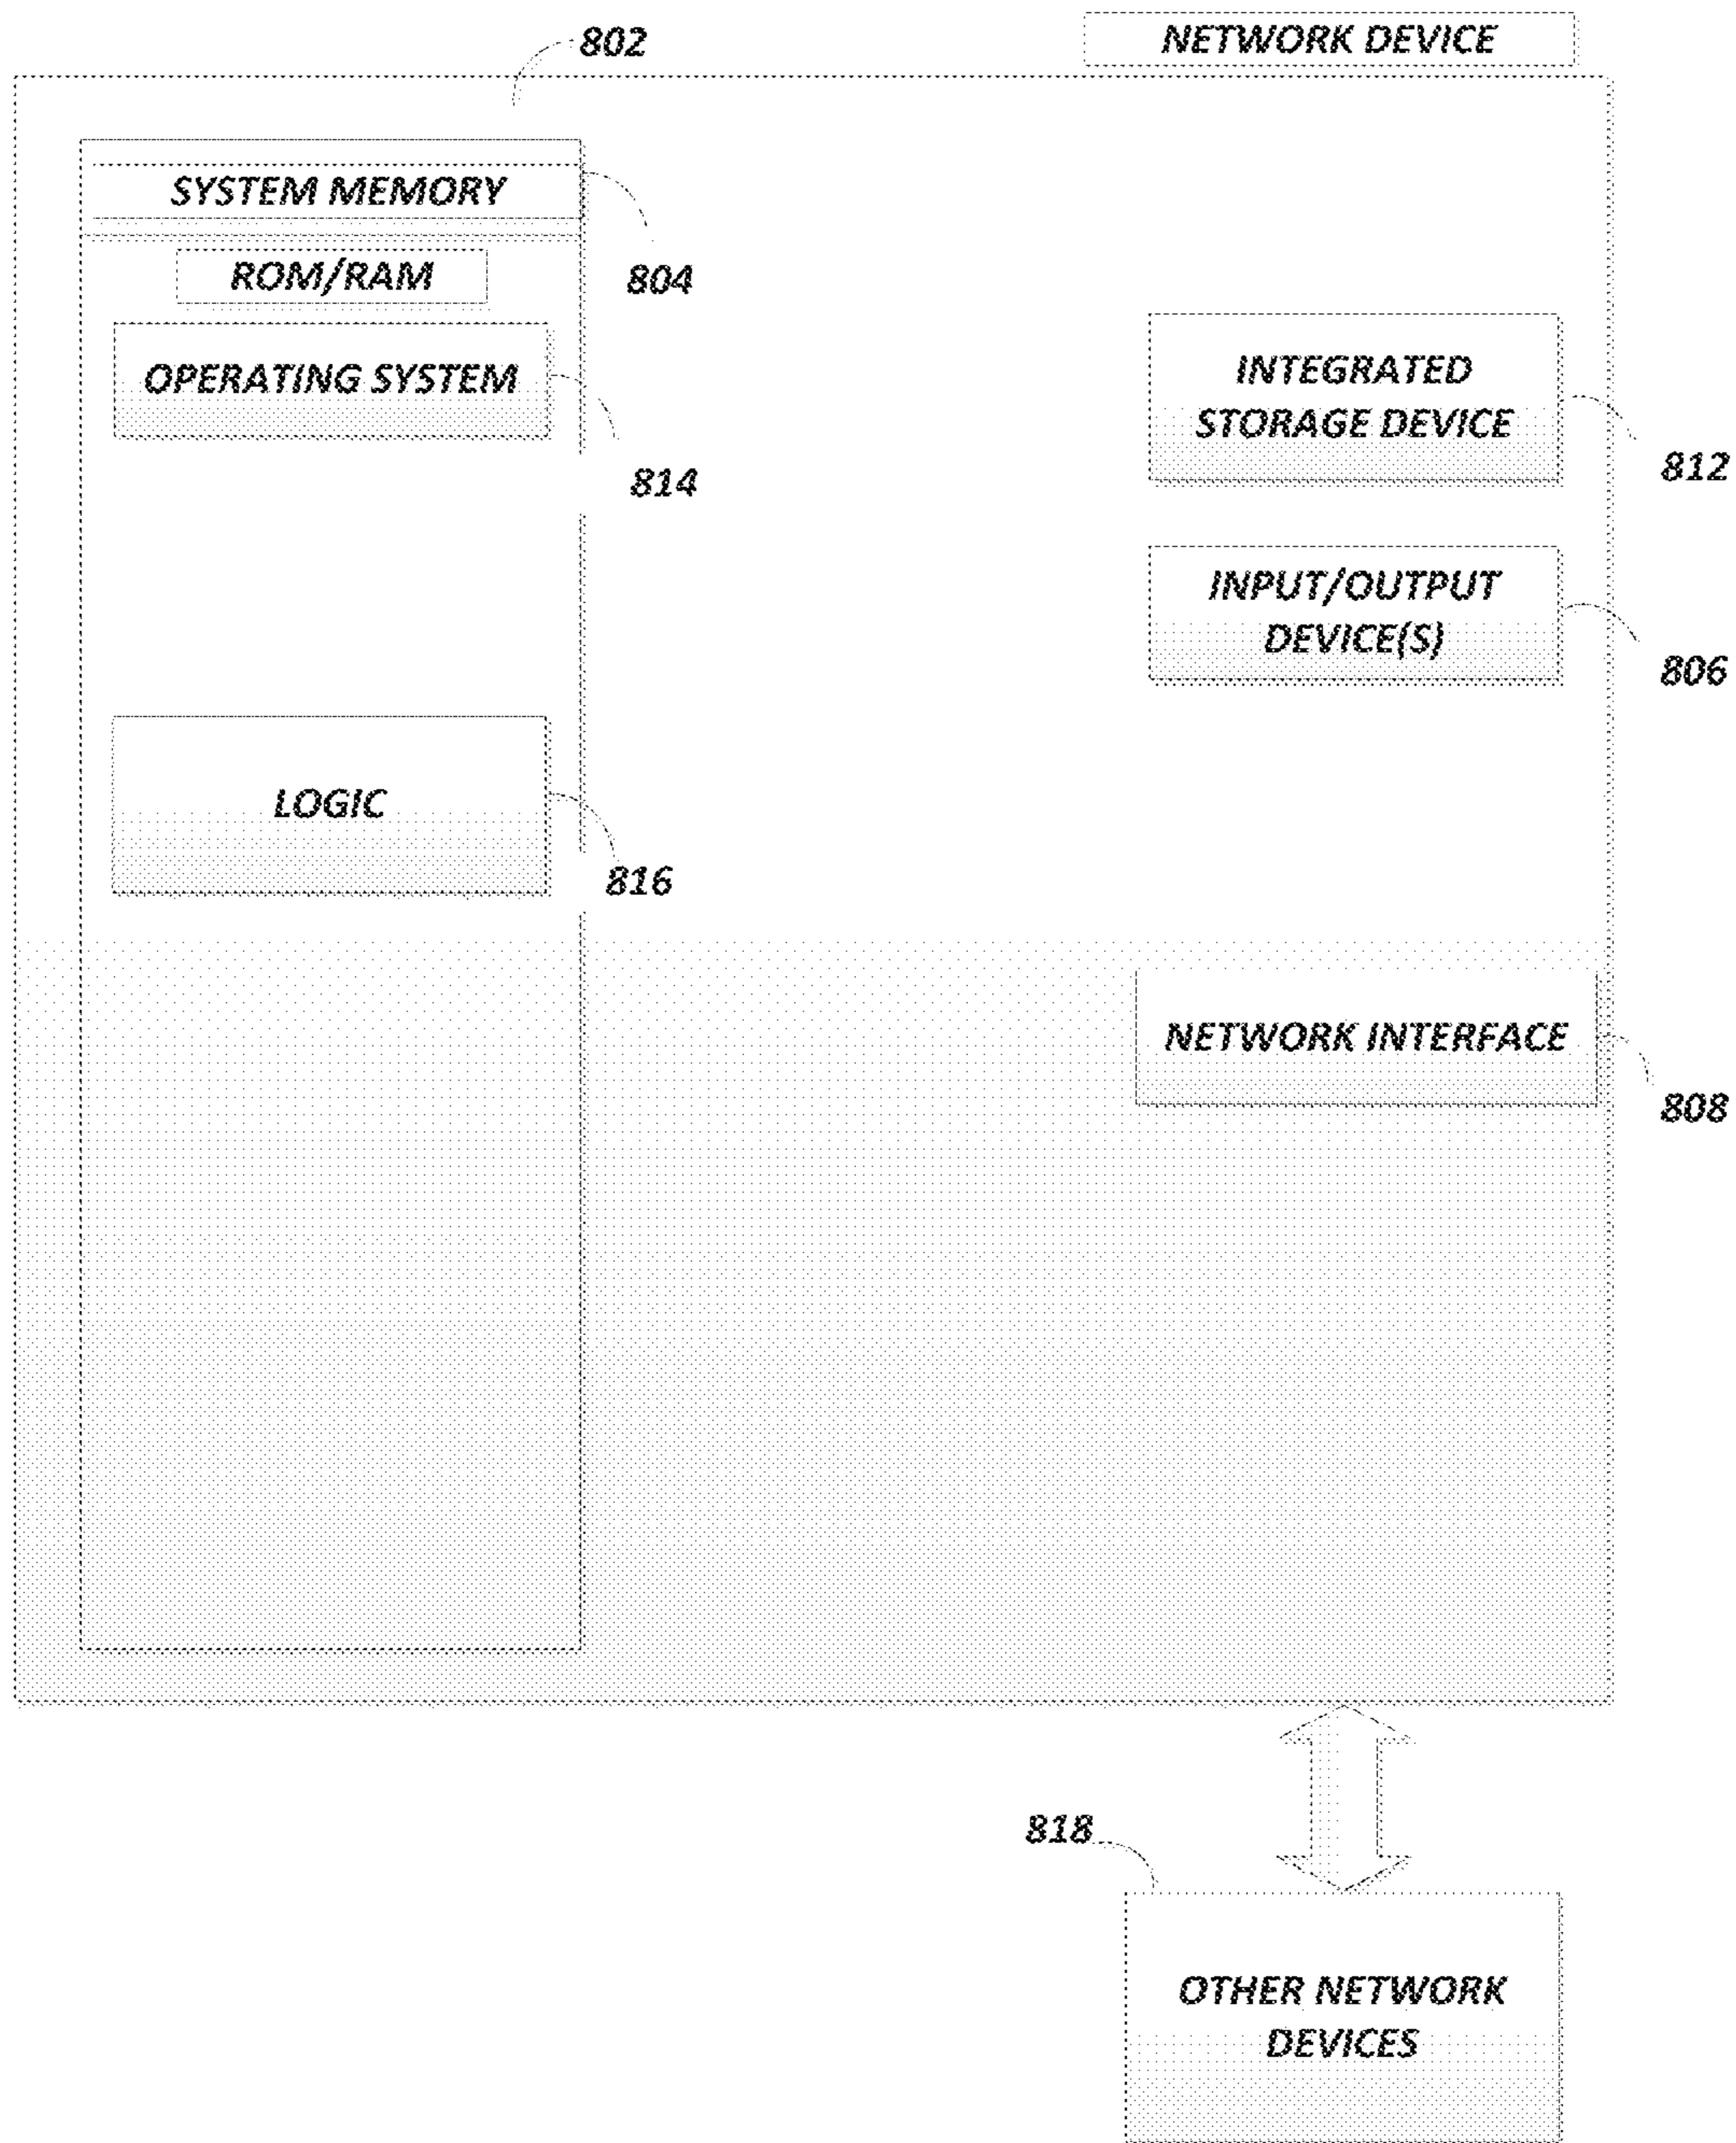 802
NETWORK DEVICE
SYSTEM MEMORY
804
ROM/RAM
OPERATING SYSTEM
814
INTEGRATED
STORAGE DEVICE
812
INPUT/OUTPUT
DEVICE(S)
806
LOGIC
816
NETWORK INTERFACE
808
818
OTHER NETWORK
DEVICES